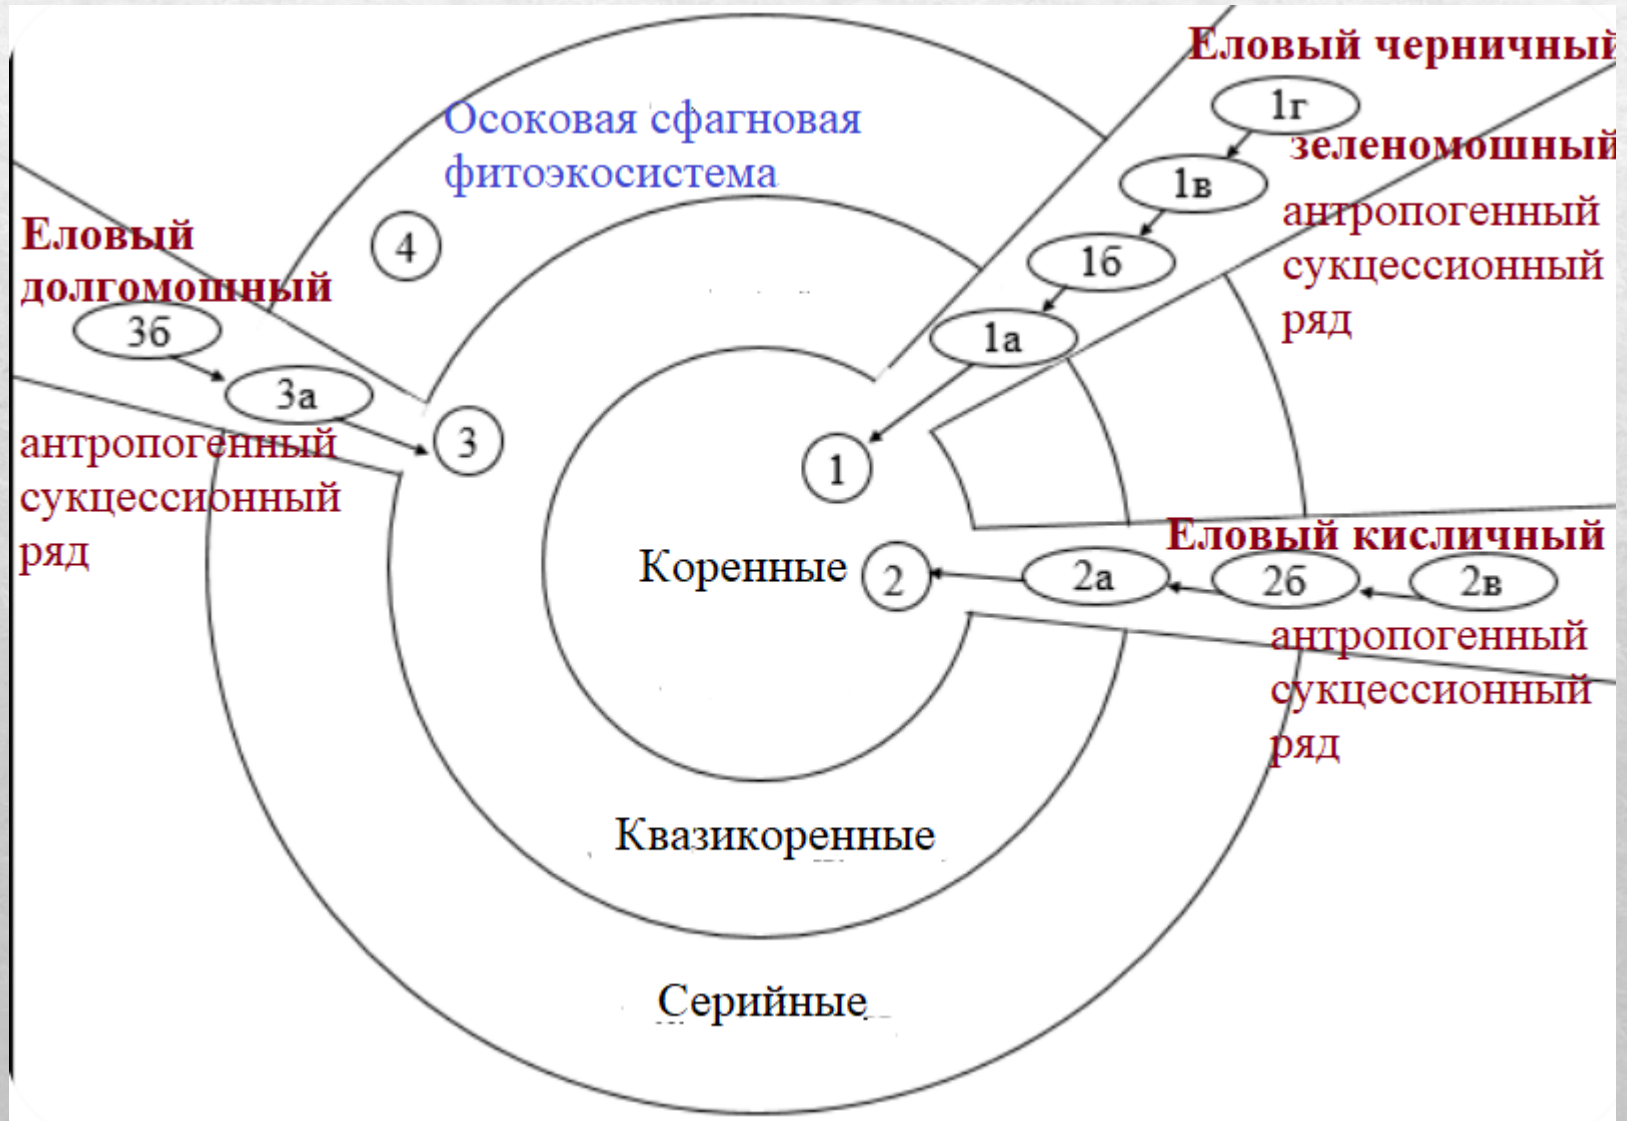 Еловый черничный
1г
зеленомошный
1в
антропогенный
сукцессионный
ряд
1б
1а
1
Осоковая сфагновая
фитоэкосистема
4
Еловый
долгомошный
3б
3а
3
антропогенный
сукцессионный
ряд
Коренные
2
Еловый кисличный
2а
2б
2в
антропогенный
сукцессионный
ряд
Квазикоренные
Серийные